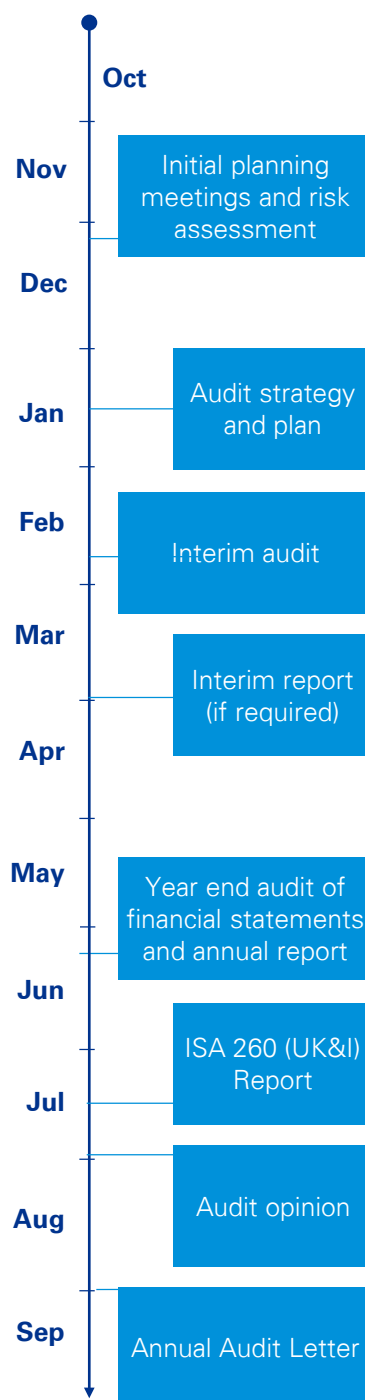 Oct
Nov
Initial planning
meetings and risk
assessment
Dec
Jan
Audit strategy
and plan
Feb
Interim audit
Mar
Interim report
(if required)
Apr
May
Year end audit of
financial statements
and annual report
Jun
ISA 260 (UK&I)
Report
Jul
Audit opinion
Aug
Sep
Annual Audit Letter